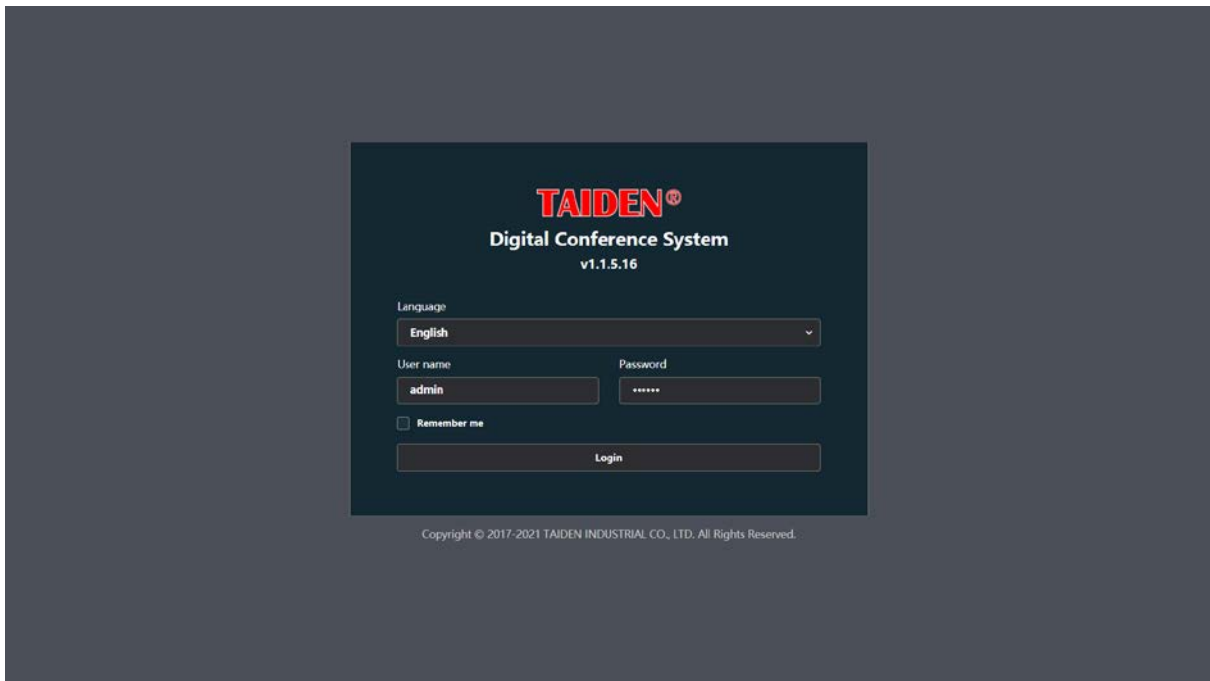 TAIDEN®
Digital Conference System
v1.1.5.16
Language
English
User name
Password
admin
••••••
Remember me
Login
Copyright © 2017-2021 TAIDEN INDUSTRIAL CO., LTD. All Rights Reserved.